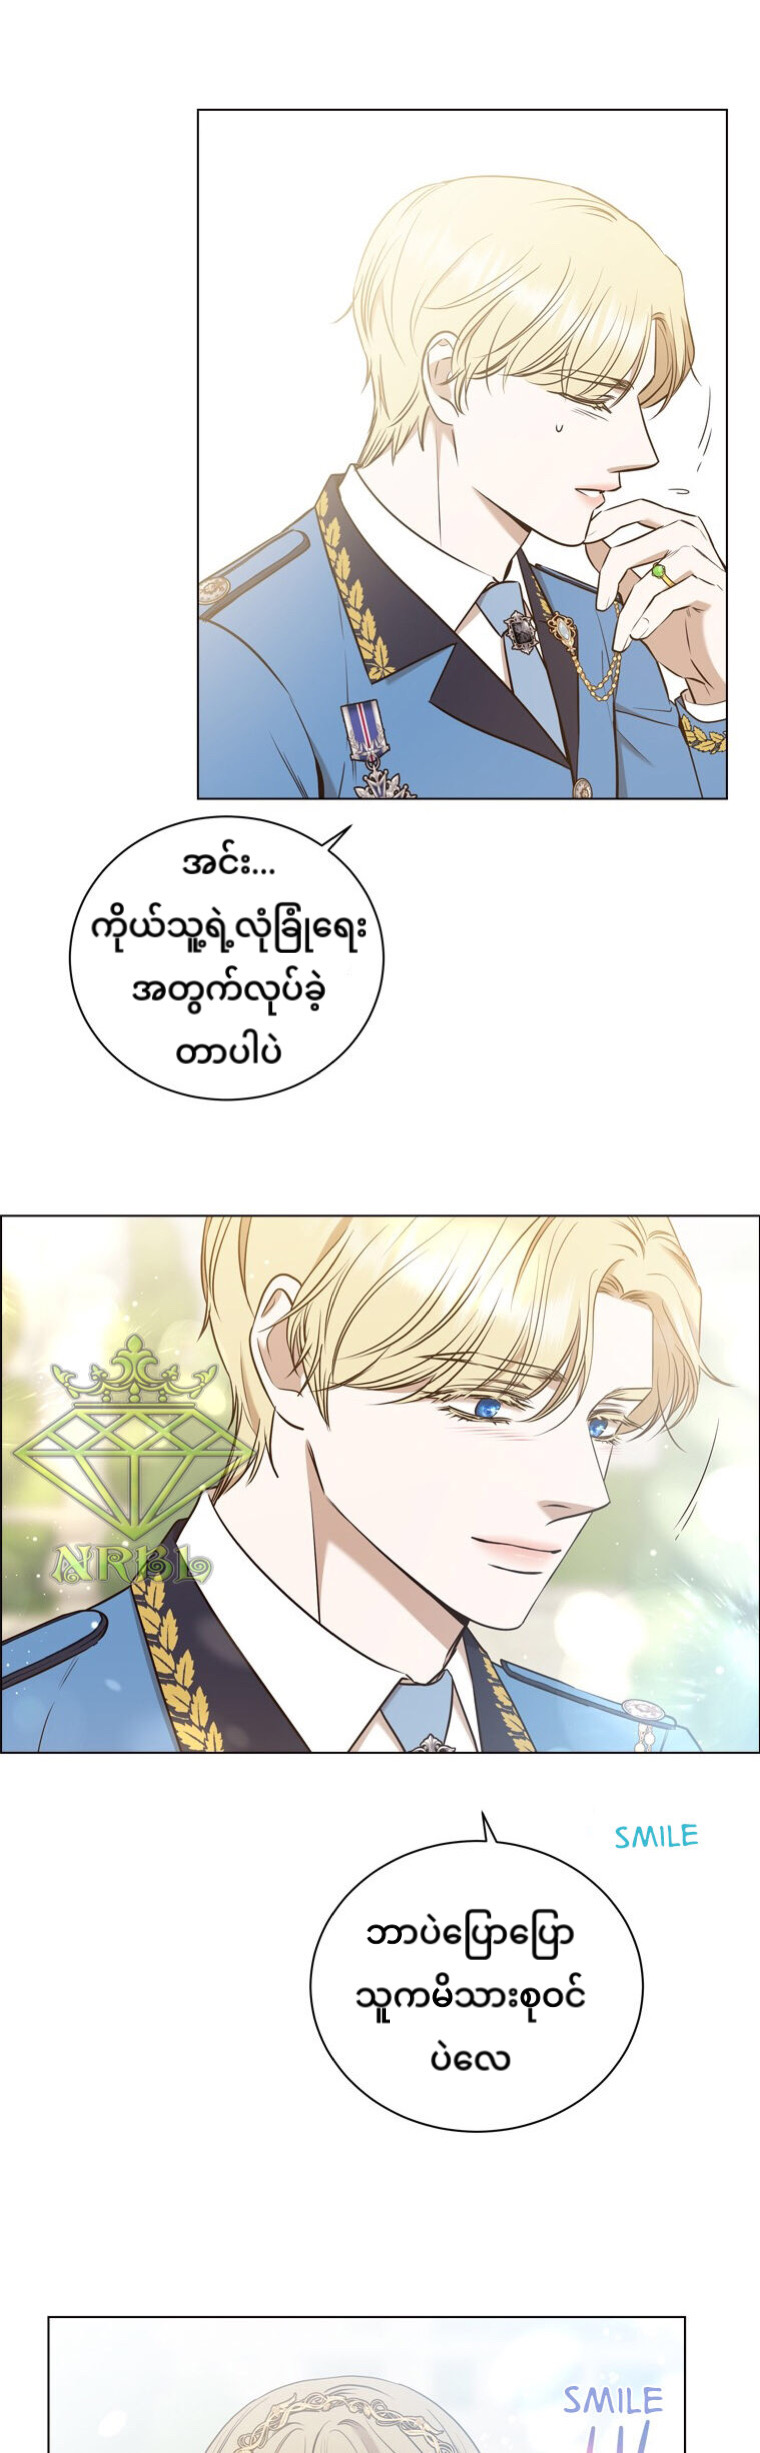 အင်း...
ကိုယ်သူ့ရဲ့လုံခြုံရေး
အတွက်လုပ်ခဲ့
တာပါပဲ
NRBL
SMILE
ဘာပဲပြောပြော
သူကမိသားစုဝင်
ပဲလေ
SMILE